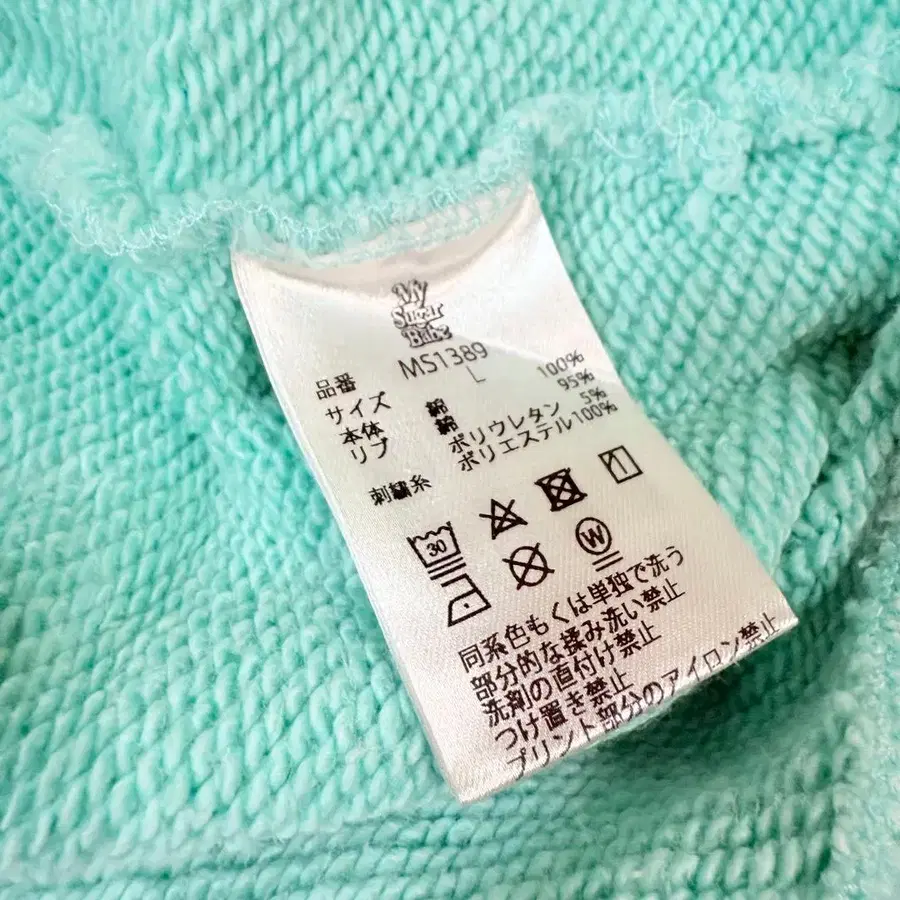 My
Sugar
Babe
品番 MS1389
サイズ L
本体 綿 100%
リブ 綿 95%
ポリウレタン 5%
刺繍糸 ポリエステル100%
30
W
同系色もくは単独で洗う
部分的な揉み洗い禁止
洗剤の直付け禁止
つけ置き禁止
プリント部分のアイロン禁止